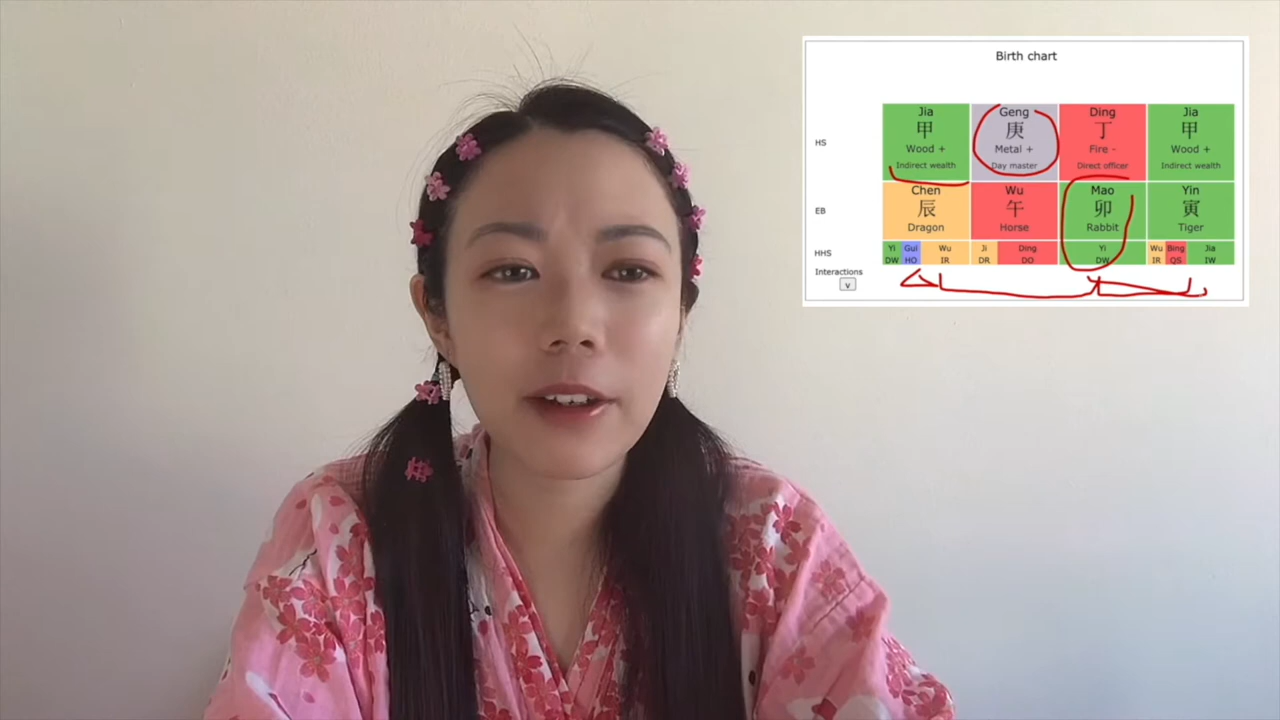 Birth chart
HS
Jia
甲
Wood +
Indirect wealth
Geng
庚
Metal +
Day master
Ding
丁
Fire -
Direct officer
Jia
甲
Wood +
Indirect wealth
EB
Chen
辰
Dragon
Wu
午
Horse
Mao
卯
Rabbit
Yin
寅
Tiger
HHS
Yi
DW
Gui
HO
Wu
IR
Ji
DR
Ding
DO
Yi
DW
Wu
IR
Bing
QS
Jia
IW
Interactions
v